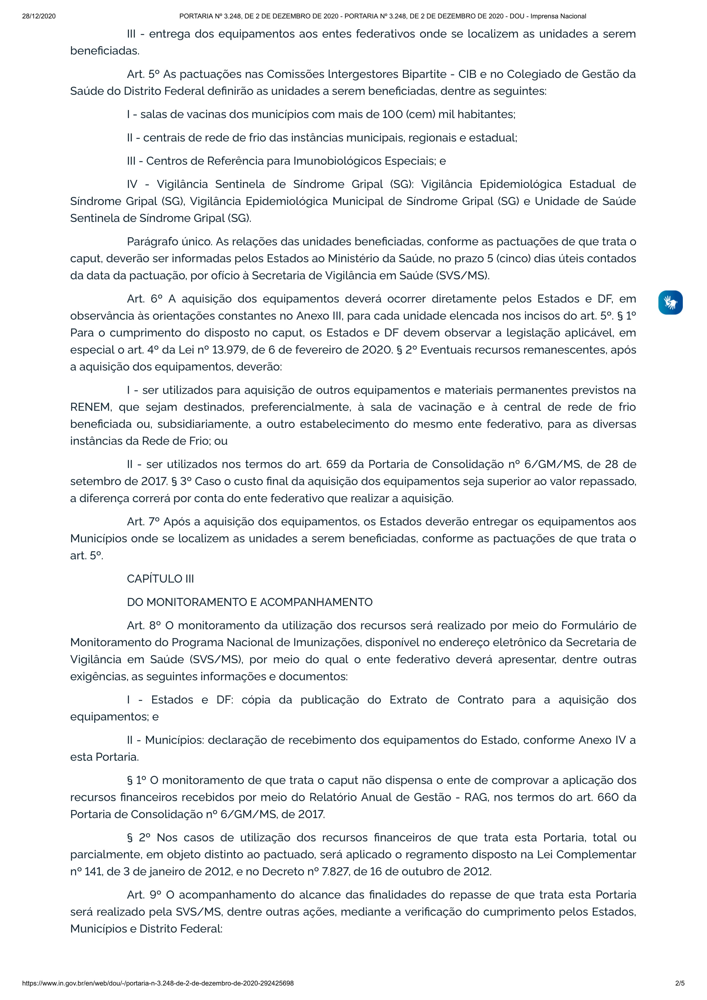 28/12/2020 PORTARIA Nº 3.248, DE 2 DE DEZEMBRO DE 2020 - PORTARIA Nº 3.248, DE 2 DE DEZEMBRO DE 2020 - DOU - Imprensa Nacional
III - entrega dos equipamentos aos entes federativos onde se localizem as unidades a serem
beneficiadas.
Art. 5º As pactuações nas Comissões lntergestores Bipartite - CIB e no Colegiado de Gestão da
Saúde do Distrito Federal definirão as unidades a serem beneficiadas, dentre as seguintes:
I - salas de vacinas dos municípios com mais de 100 (cem) mil habitantes;
II - centrais de rede de frio das instâncias municipais, regionais e estadual;
III - Centros de Referência para Imunobiológicos Especiais; e
IV - Vigilância Sentinela de Síndrome Gripal (SG): Vigilância Epidemiológica Estadual de
Síndrome Gripal (SG), Vigilância Epidemiológica Municipal de Síndrome Gripal (SG) e Unidade de Saúde
Sentinela de Síndrome Gripal (SG).
Parágrafo único. As relações das unidades beneficiadas, conforme as pactuações de que trata o
caput, deverão ser informadas pelos Estados ao Ministério da Saúde, no prazo 5 (cinco) dias úteis contados
da data da pactuação, por ofício à Secretaria de Vigilância em Saúde (SVS/MS).
Art. 6º A aquisição dos equipamentos deverá ocorrer diretamente pelos Estados e DF, em
observância às orientações constantes no Anexo III, para cada unidade elencada nos incisos do art. 5º. § 1º
Para o cumprimento do disposto no caput, os Estados e DF devem observar a legislação aplicável, em
especial o art. 4º da Lei nº 13.979, de 6 de fevereiro de 2020. § 2º Eventuais recursos remanescentes, após
a aquisição dos equipamentos, deverão:
I - ser utilizados para aquisição de outros equipamentos e materiais permanentes previstos na
RENEM, que sejam destinados, preferencialmente, à sala de vacinação e à central de rede de frio
beneficiada ou, subsidiariamente, a outro estabelecimento do mesmo ente federativo, para as diversas
instâncias da Rede de Frio; ou
II - ser utilizados nos termos do art. 659 da Portaria de Consolidação nº 6/GM/MS, de 28 de
setembro de 2017. § 3º Caso o custo final da aquisição dos equipamentos seja superior ao valor repassado,
a diferença correrá por conta do ente federativo que realizar a aquisição.
Art. 7º Após a aquisição dos equipamentos, os Estados deverão entregar os equipamentos aos
Municípios onde se localizem as unidades a serem beneficiadas, conforme as pactuações de que trata o
art. 5º.
CAPÍTULO III
DO MONITORAMENTO E ACOMPANHAMENTO
Art. 8º O monitoramento da utilização dos recursos será realizado por meio do Formulário de
Monitoramento do Programa Nacional de Imunizações, disponível no endereço eletrônico da Secretaria de
Vigilância em Saúde (SVS/MS), por meio do qual o ente federativo deverá apresentar, dentre outras
exigências, as seguintes informações e documentos:
I - Estados e DF: cópia da publicação do Extrato de Contrato para a aquisição dos
equipamentos; e
II - Municípios: declaração de recebimento dos equipamentos do Estado, conforme Anexo IV a
esta Portaria.
§ 1º O monitoramento de que trata o caput não dispensa o ente de comprovar a aplicação dos
recursos financeiros recebidos por meio do Relatório Anual de Gestão - RAG, nos termos do art. 660 da
Portaria de Consolidação nº 6/GM/MS, de 2017.
§ 2º Nos casos de utilização dos recursos financeiros de que trata esta Portaria, total ou
parcialmente, em objeto distinto ao pactuado, será aplicado o regramento disposto na Lei Complementar
nº 141, de 3 de janeiro de 2012, e no Decreto nº 7.827, de 16 de outubro de 2012.
Art. 9º O acompanhamento do alcance das finalidades do repasse de que trata esta Portaria
será realizado pela SVS/MS, dentre outras ações, mediante a verificação do cumprimento pelos Estados,
Municípios e Distrito Federal:
https://www.in.gov.br/en/web/dou/-/portaria-n-3.248-de-2-de-dezembro-de-2020-292425698 2/5